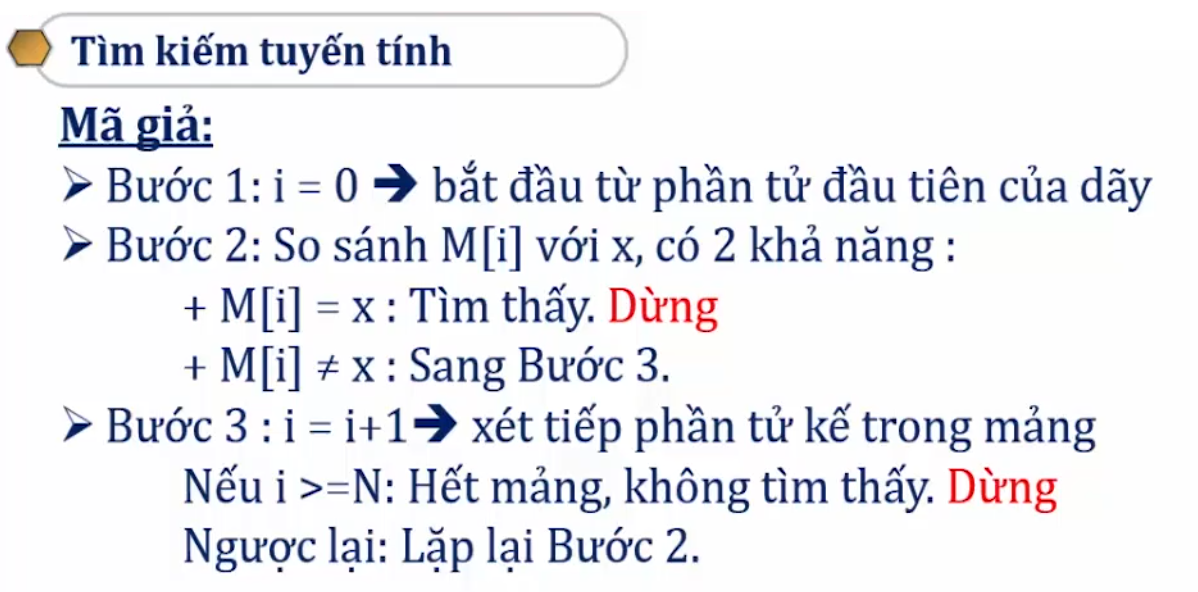 Tìm kiếm tuyến tính
Mã giả:
➢ Bước 1: i = 0 ➔ bắt đầu từ phần tử đầu tiên của dãy
➢ Bước 2: So sánh M[i] với x, có 2 khả năng :
+ M[i] = x : Tìm thấy. Dừng
+ M[i] ≠ x : Sang Bước 3.
➢ Bước 3 : i = i+1➔ xét tiếp phần tử kế trong mảng
Nếu i >=N: Hết mảng, không tìm thấy. Dừng
Ngược lại: Lặp lại Bước 2.